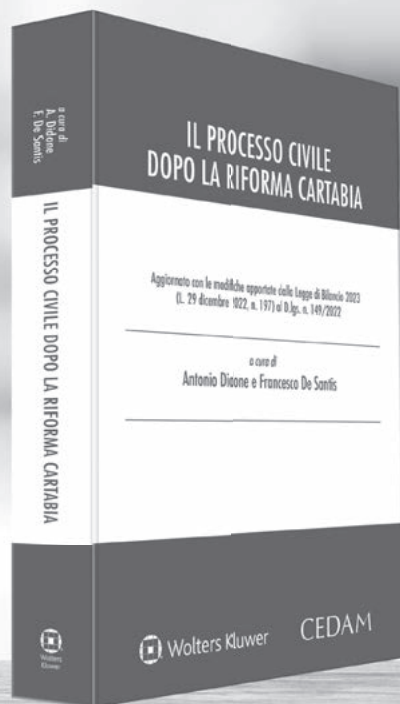 a cura di
A. Didone
F. De Santis
IL PROCESSO CIVILE DOPO LA RIFORMA CARTABIA
Wolters
Kluwer
IL PROCESSO CIVILE
DOPO LA RIFORMA CARTABIA
Aggiornato con le modifiche apportate dalla Legge di Bilancio 2023
(L. 29 dicembre 2022, n. 197) al D.lgs. n. 149/2022
a cura di
Antonio Didone e Francesco De Santis
Wolters Kluwer
CEDAM